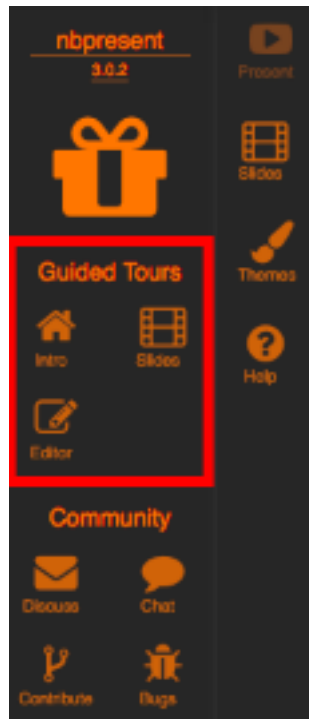 nbpresent
3.0.2
Guided Tours
Intro Slides
Editor
Community
Discuss Chat
Contribute Bugs
Present
Slides
Themes
Help